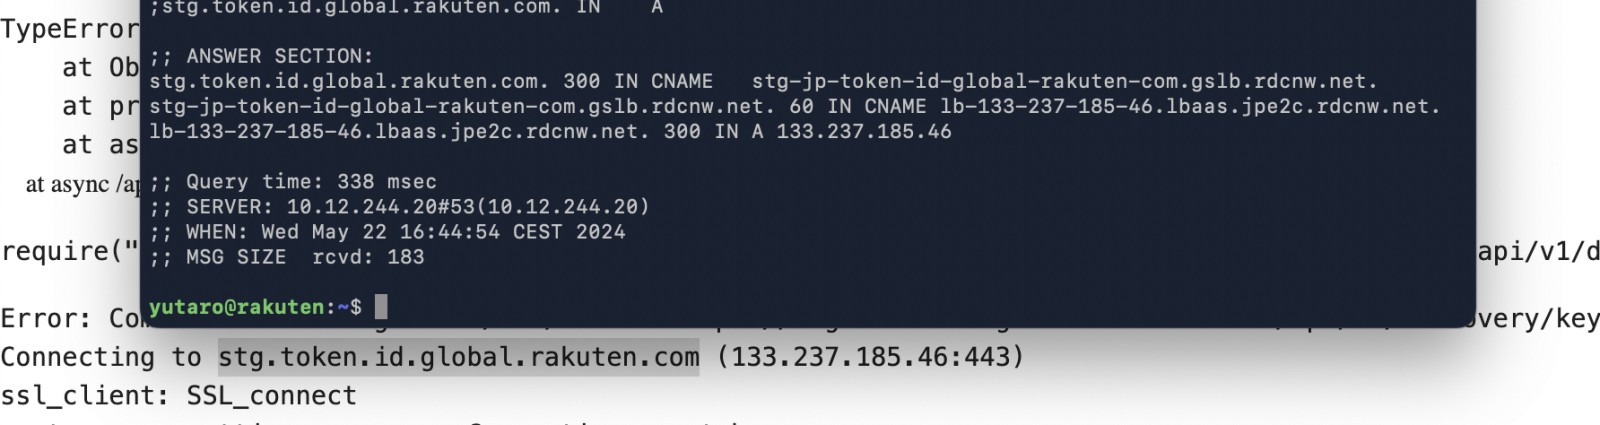 ;stg.token.id.global.rakuten.com. IN A
TypeError
;; ANSWER SECTION:
at Ob
stg.token.id.global.rakuten.com. 300 IN CNAME stg-jp-token-id-global-rakuten-com.gslb.rdcnw.net.
at pr
stg-jp-token-id-global-rakuten-com.gslb.rdcnw.net. 60 IN CNAME lb-133-237-185-46.lbaas.jpe2c.rdcnw.net.
lb-133-237-185-46.lbaas.jpe2c.rdcnw.net. 300 IN A 133.237.185.46
at as
at async /ap
;; Query time: 338 msec
;; SERVER: 10.12.244.20#53(10.12.244.20)
;; WHEN: Wed May 22 16:44:54 CEST 2024
require(" api/v1/d
;; MSG SIZE rcvd: 183
yutaro@rakuten:~$
Error: Co very/key
Connecting to stg.token.id.global.rakuten.com (133.237.185.46:443)
ssl_client: SSL_connect